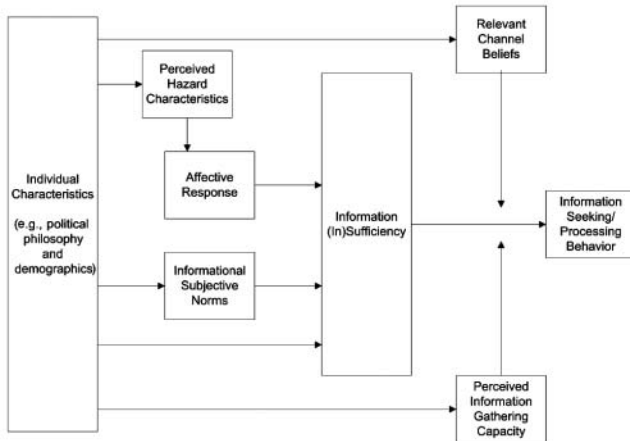 Relevant
Channel
Beliefs
Perceived
Hazard
Characteristics
Affective
Response
Individual
Characteristics
(e.g., political
philosophy
and
demographics)
Information
(In)Sufficiency
Information
Seeking/
Processing
Behavior
Informational
Subjective
Norms
Perceived
Information
Gathering
Capacity